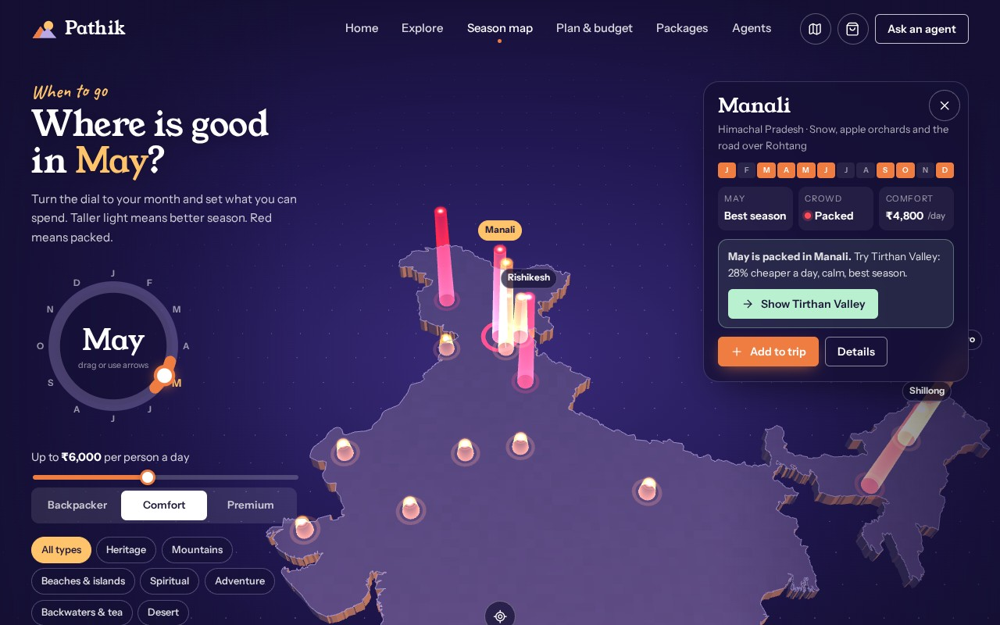 Pathik
Home Explore Season map Plan & budget Packages Agents
Ask an agent
When to go
Where is good
in May?
Turn the dial to your month and set what you can
spend. Taller light means better season. Red
means packed.
J F M A M J J A S O N D
May
drag or use arrows
Up to ₹6,000 per person a day
Backpacker Comfort Premium
All types Heritage Mountains
Beaches & islands Spiritual Adventure
Backwaters & tea Desert
Manali
Rishikesh
Shillong
Manali
Himachal Pradesh · Snow, apple orchards and the
road over Rohtang
J F M A M J J A S O N D
MAY CROWD COMFORT
Best season Packed ₹4,800 /day
May is packed in Manali. Try Tirthan Valley:
28% cheaper a day, calm, best season.
Show Tirthan Valley
Add to trip Details